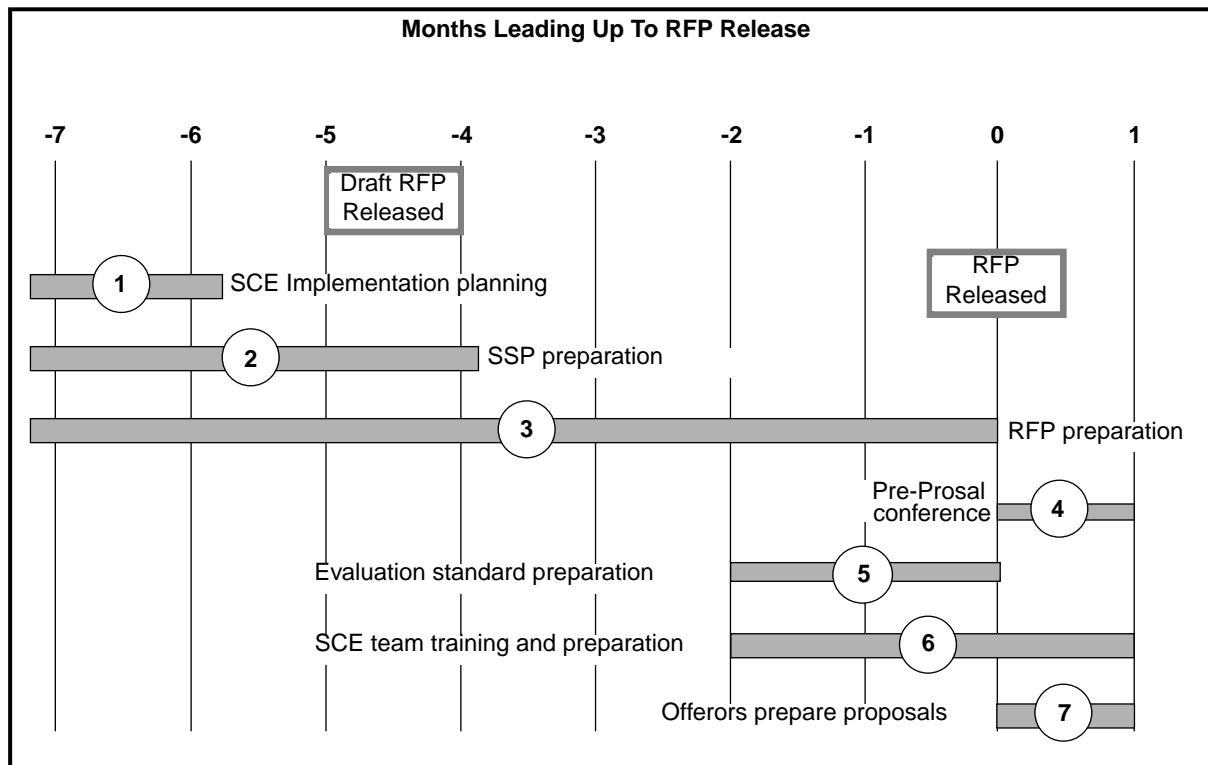 Months Leading Up To RFP Release
-7 -6 -5 -4 -3 -2 -1 0 1
Draft RFP
Released
RFP
Released
1 SCE Implementation planning
2 SSP preparation
3 RFP preparation
Pre-Prosal
conference 4
Evaluation standard preparation 5
SCE team training and preparation 6
Offerors prepare proposals 7